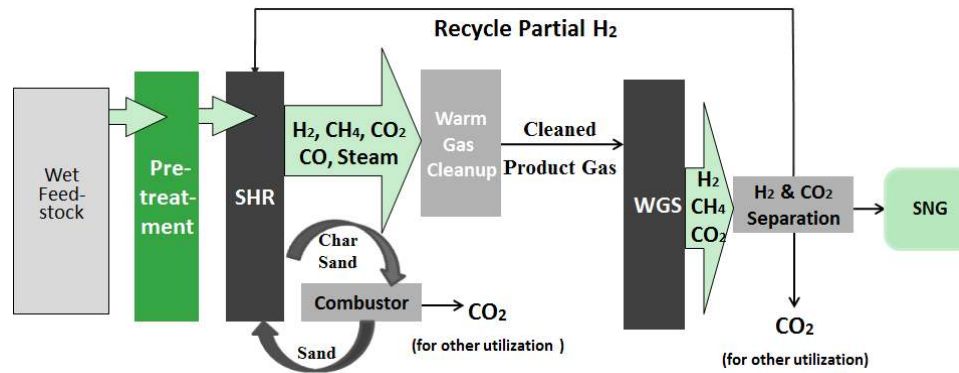 Recycle Partial H₂
Wet
Feed-
stock
Pre-
treat-
ment
SHR
H₂, CH₄, CO₂
CO, Steam
Warm
Gas
Cleanup
Cleaned
Product Gas
WGS
H₂
CH₄
CO₂
H₂ & CO₂
Separation
SNG
Char
Sand
Combustor
CO₂
(for other utilization )
Sand
CO₂
(for other utilization)